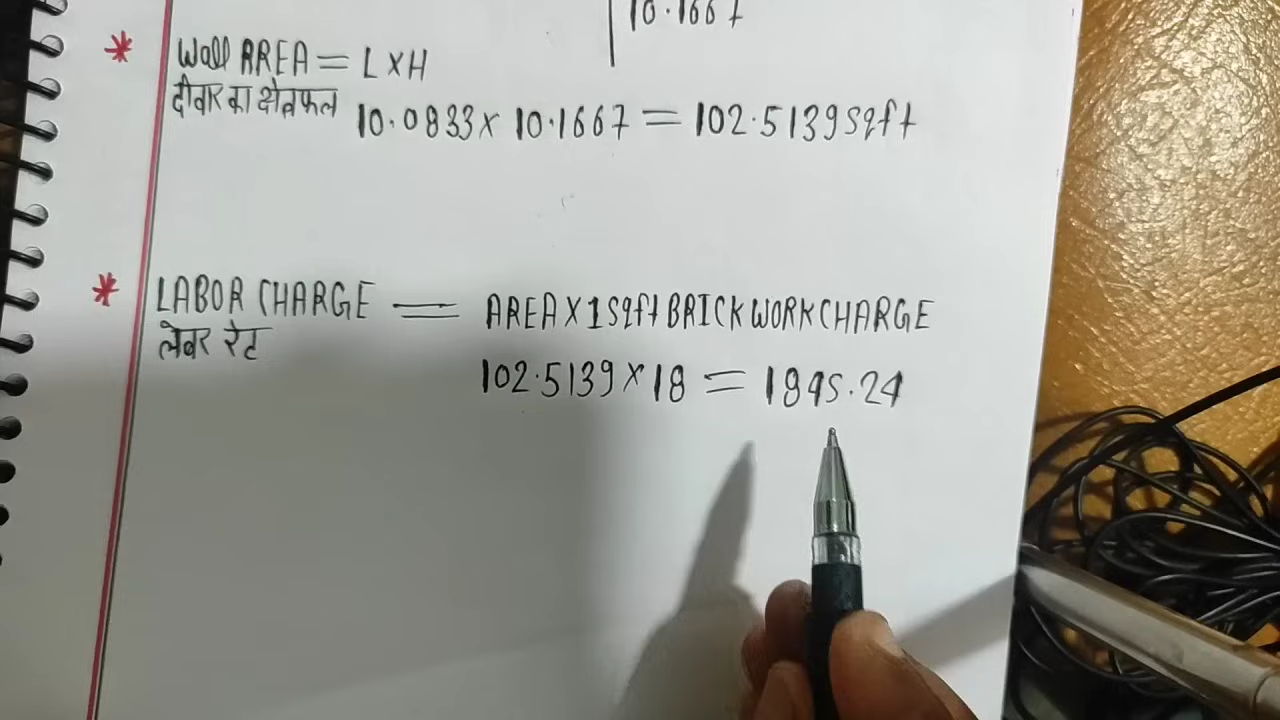 10.1667
* Wall AREA = L X H
दीवार का क्षेत्रफल
10.0833 x 10.1667 = 102.5139 sqft
* LABOR CHARGE = AREA X 1 sqft BRICK WORK CHARGE
लेबर रेट
102.5139 x 18 = 1845.24